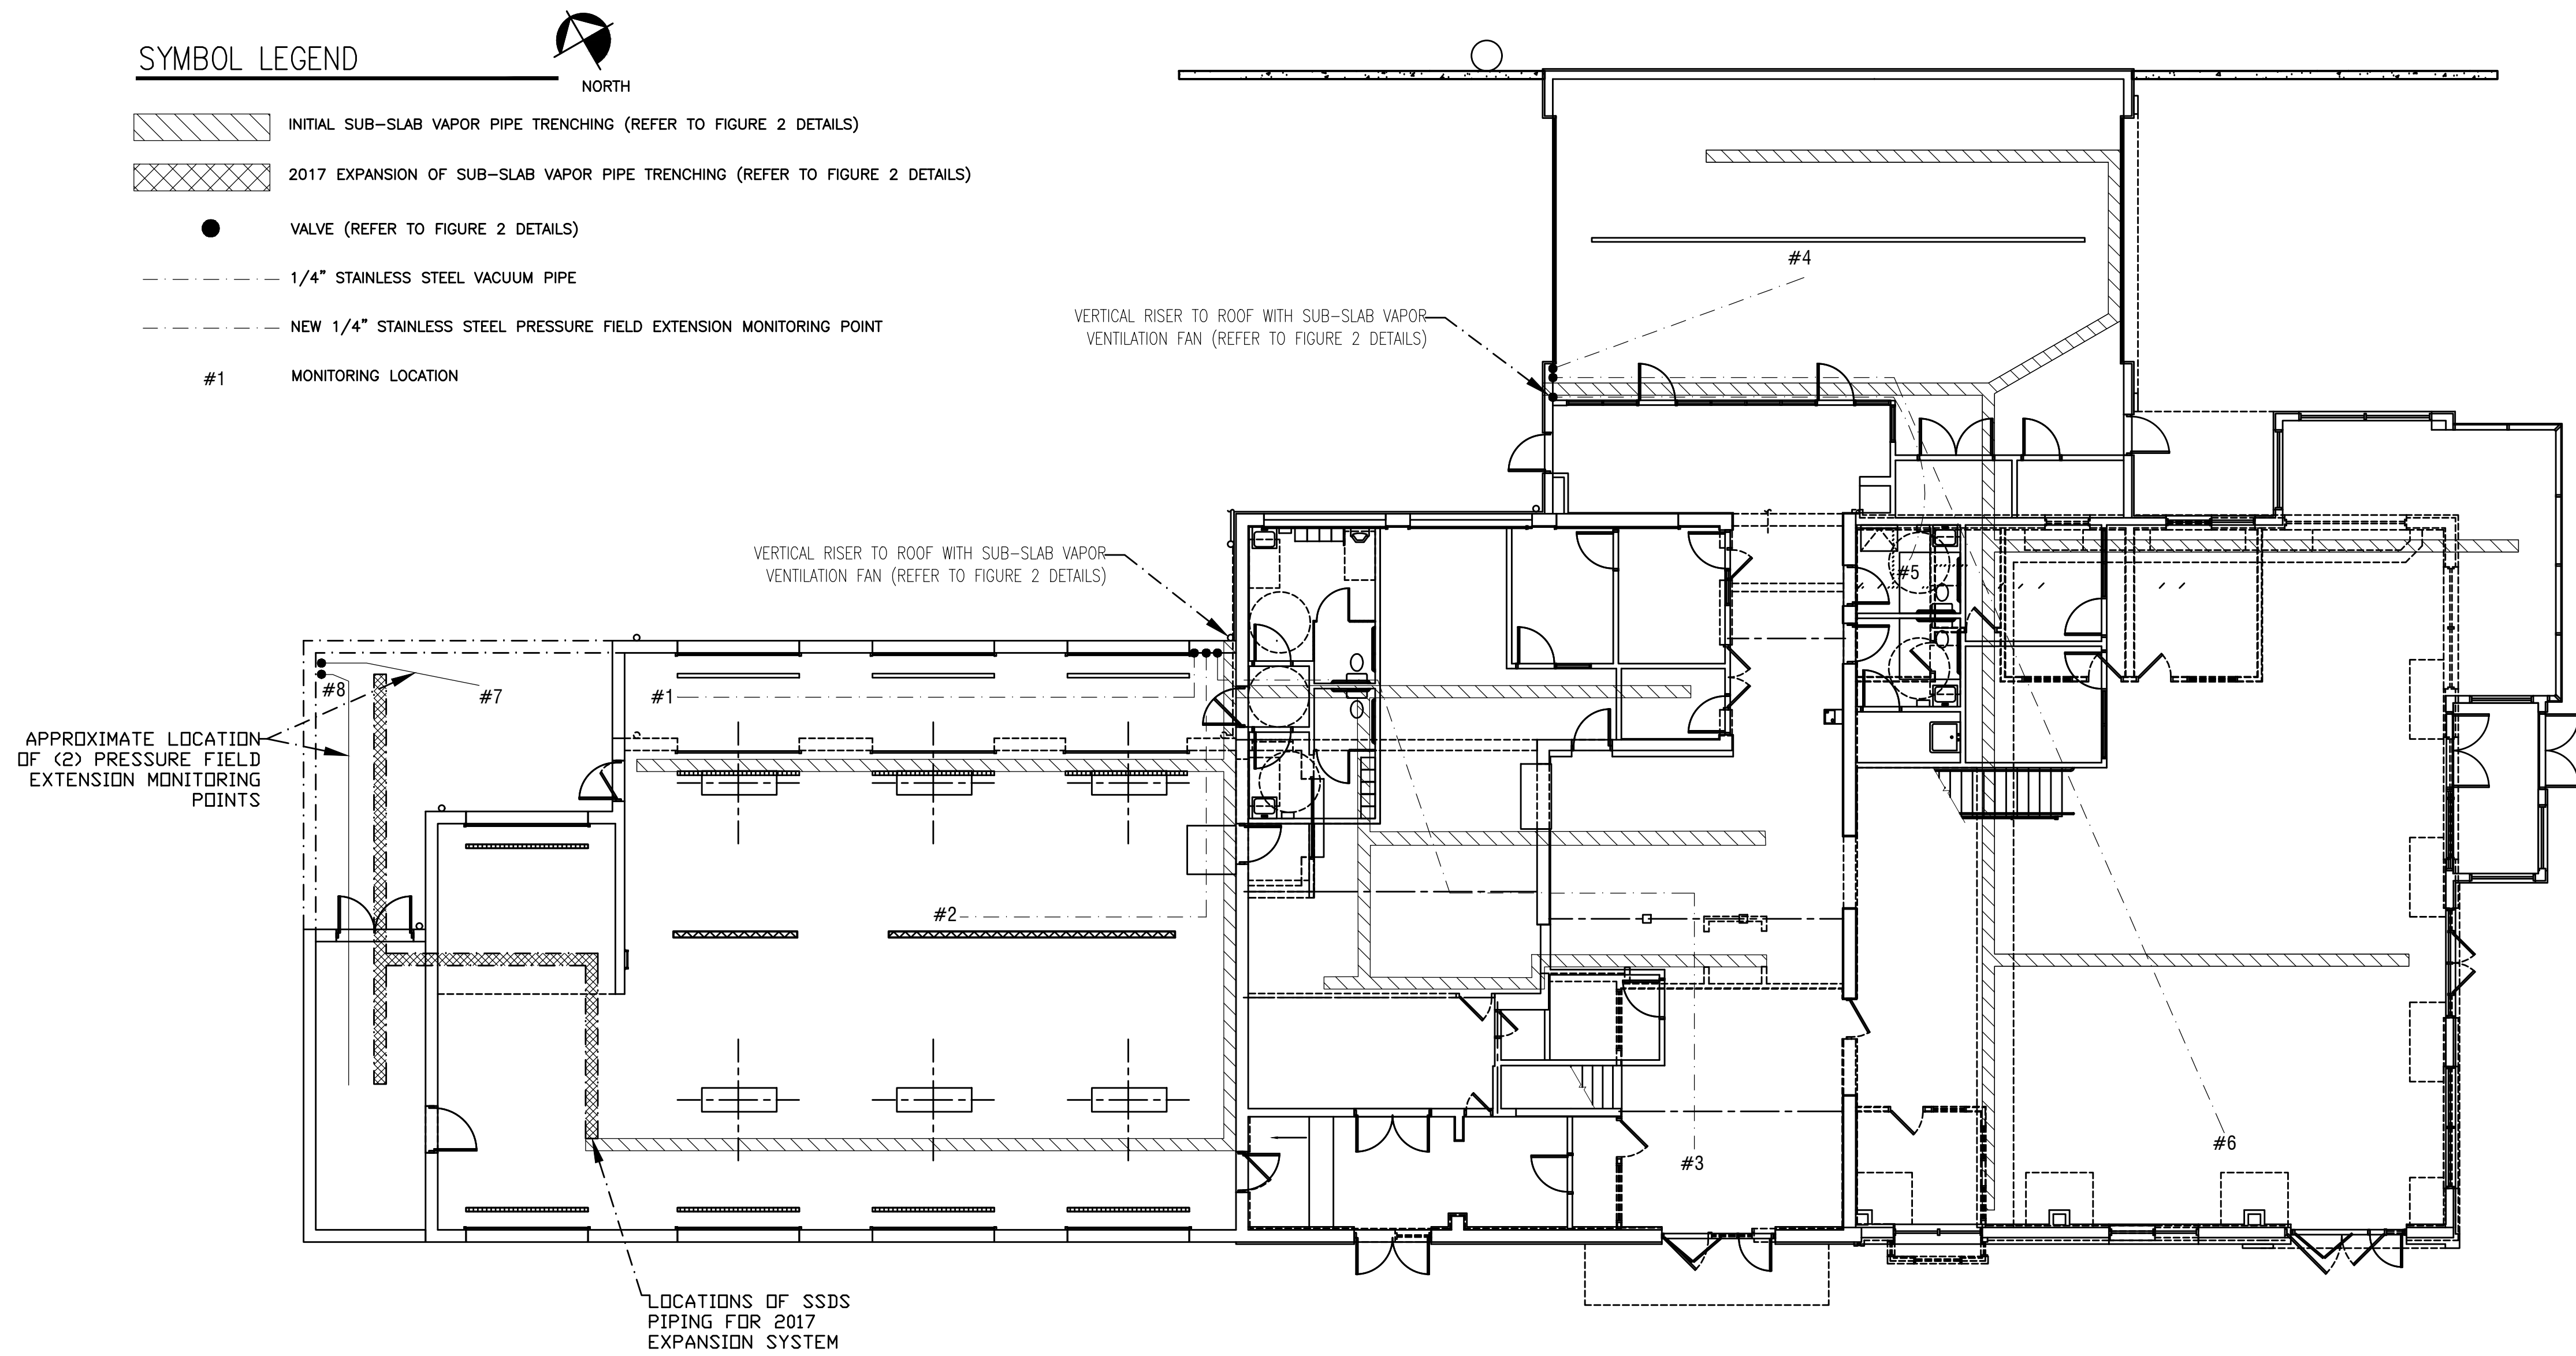 SYMBOL LEGEND
NORTH
INITIAL SUB-SLAB VAPOR PIPE TRENCHING (REFER TO FIGURE 2 DETAILS)
2017 EXPANSION OF SUB-SLAB VAPOR PIPE TRENCHING (REFER TO FIGURE 2 DETAILS)
VALVE (REFER TO FIGURE 2 DETAILS)
1/4" STAINLESS STEEL VACUUM PIPE
NEW 1/4" STAINLESS STEEL PRESSURE FIELD EXTENSION MONITORING POINT
#1 MONITORING LOCATION
#4
VERTICAL RISER TO ROOF WITH SUB-SLAB VAPOR
VENTILATION FAN (REFER TO FIGURE 2 DETAILS)
VERTICAL RISER TO ROOF WITH SUB-SLAB VAPOR
VENTILATION FAN (REFER TO FIGURE 2 DETAILS)
#5
#8
#7
#1
APPROXIMATE LOCATION
OF (2) PRESSURE FIELD
EXTENSION MONITORING
POINTS
#2
#6
#3
LOCATIONS OF SSDS
PIPING FOR 2017
EXPANSION SYSTEM